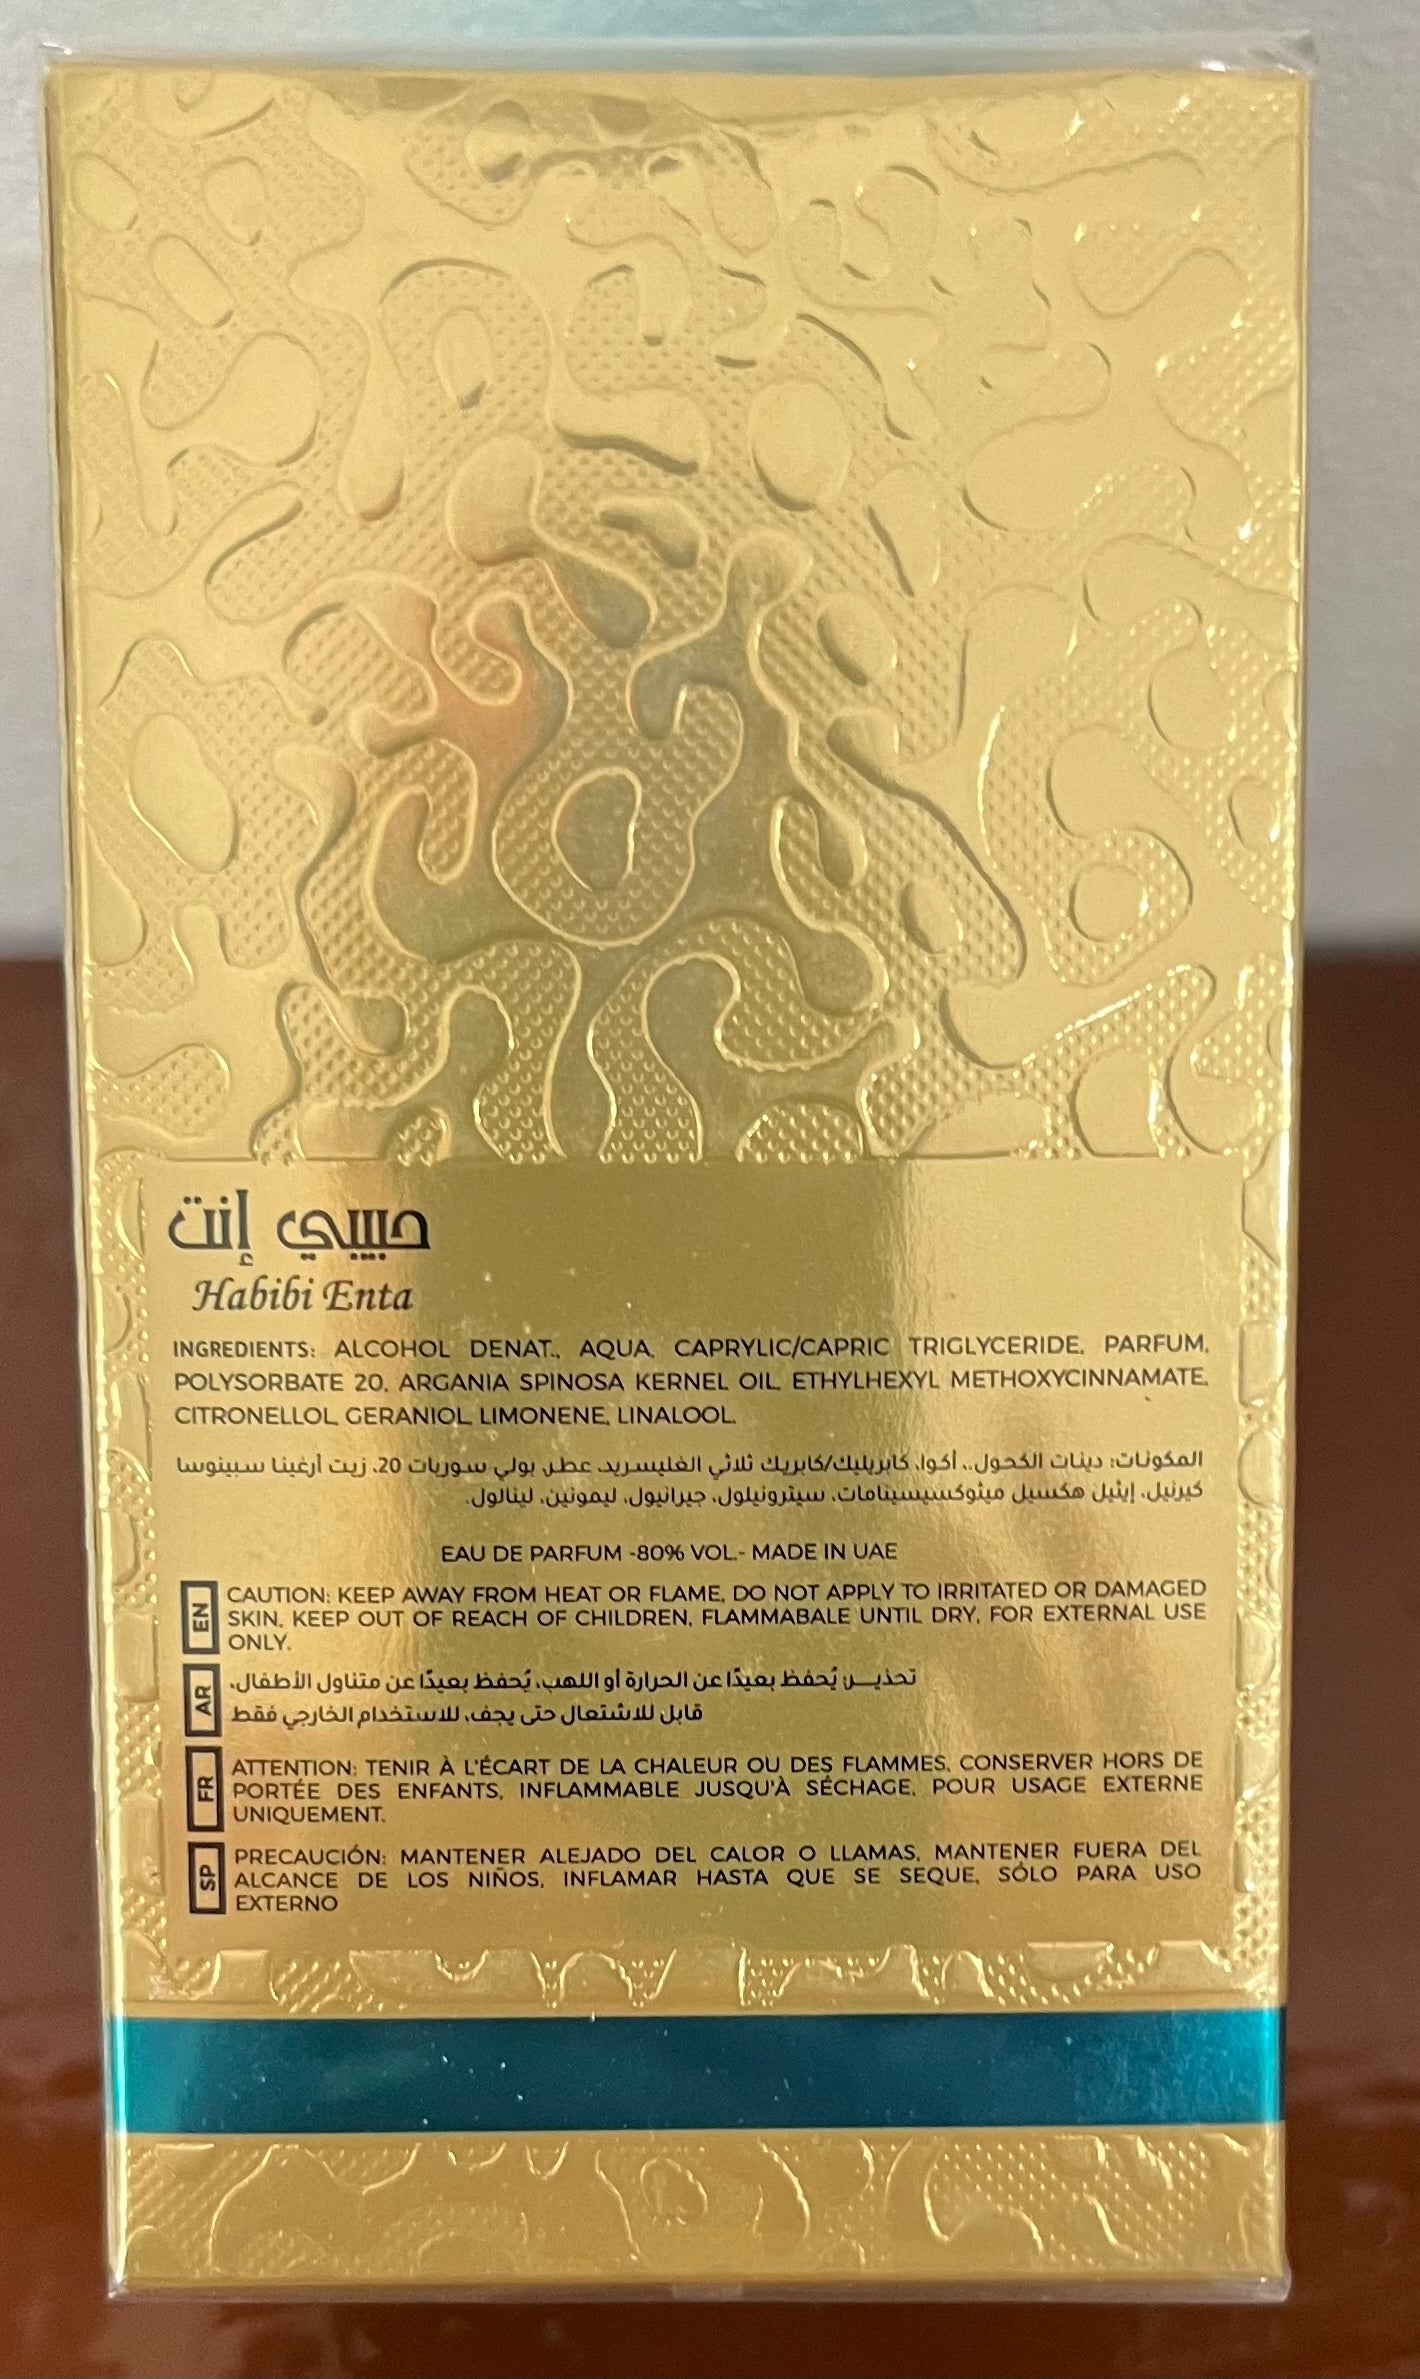 حبيبي إنت
Habibi Enta
INGREDIENTS: ALCOHOL DENAT., AQUA, CAPRYLIC/CAPRIC TRIGLYCERIDE, PARFUM,
POLYSORBATE 20, ARGANIA SPINOSA KERNEL OIL, ETHYLHEXYL METHOXYCINNAMATE,
CITRONELLOL, GERANIOL, LIMONENE, LINALOOL.
المكونات: دينات الكحول.، أكوا، كابريليك/كابريك ثلاثي الغليسريد، عطر، بولي سوربات 20، زيت أرغينا سبينوسا
كيرنيل، إيثيل هكسيل ميثوكسيسينامات، سيترونيلول، جيرانيول، ليمونين، لينالول.
EAU DE PARFUM -80% VOL.- MADE IN UAE
EN CAUTION: KEEP AWAY FROM HEAT OR FLAME, DO NOT APPLY TO IRRITATED OR DAMAGED
SKIN, KEEP OUT OF REACH OF CHILDREN, FLAMMABALE UNTIL DRY, FOR EXTERNAL USE
ONLY.
AR تحذيــر: يُحفظ بعيدًا عن الحرارة أو اللهب، يُحفظ بعيدًا عن متناول الأطفال،
قابل للاشتعال حتى يجف، للاستخدام الخارجي فقط
FR ATTENTION: TENIR À L'ÉCART DE LA CHALEUR OU DES FLAMMES, CONSERVER HORS DE
PORTÉE DES ENFANTS, INFLAMMABLE JUSQU'À SÉCHAGE, POUR USAGE EXTERNE
UNIQUEMENT.
SP PRECAUCIÓN: MANTENER ALEJADO DEL CALOR O LLAMAS, MANTENER FUERA DEL
ALCANCE DE LOS NIÑOS, INFLAMAR HASTA QUE SE SEQUE, SÓLO PARA USO
EXTERNO